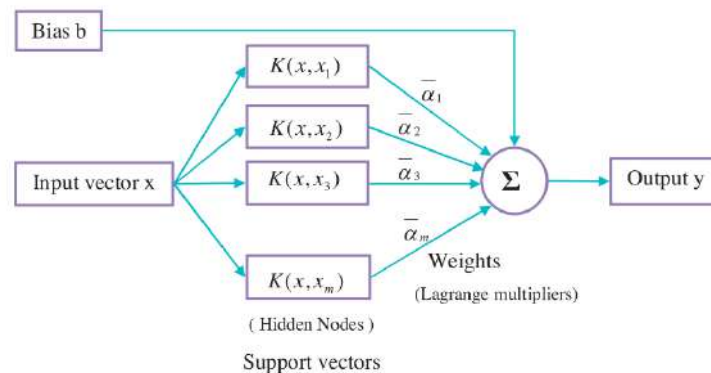 Bias b
K(x, x₁)
ᾱ₁
K(x, x₂)
ᾱ₂
Input vector x
K(x, x₃)
ᾱ₃
Σ
Output y
ᾱₘ
K(x, xₘ)
Weights
(Lagrange multipliers)
( Hidden Nodes )
Support vectors